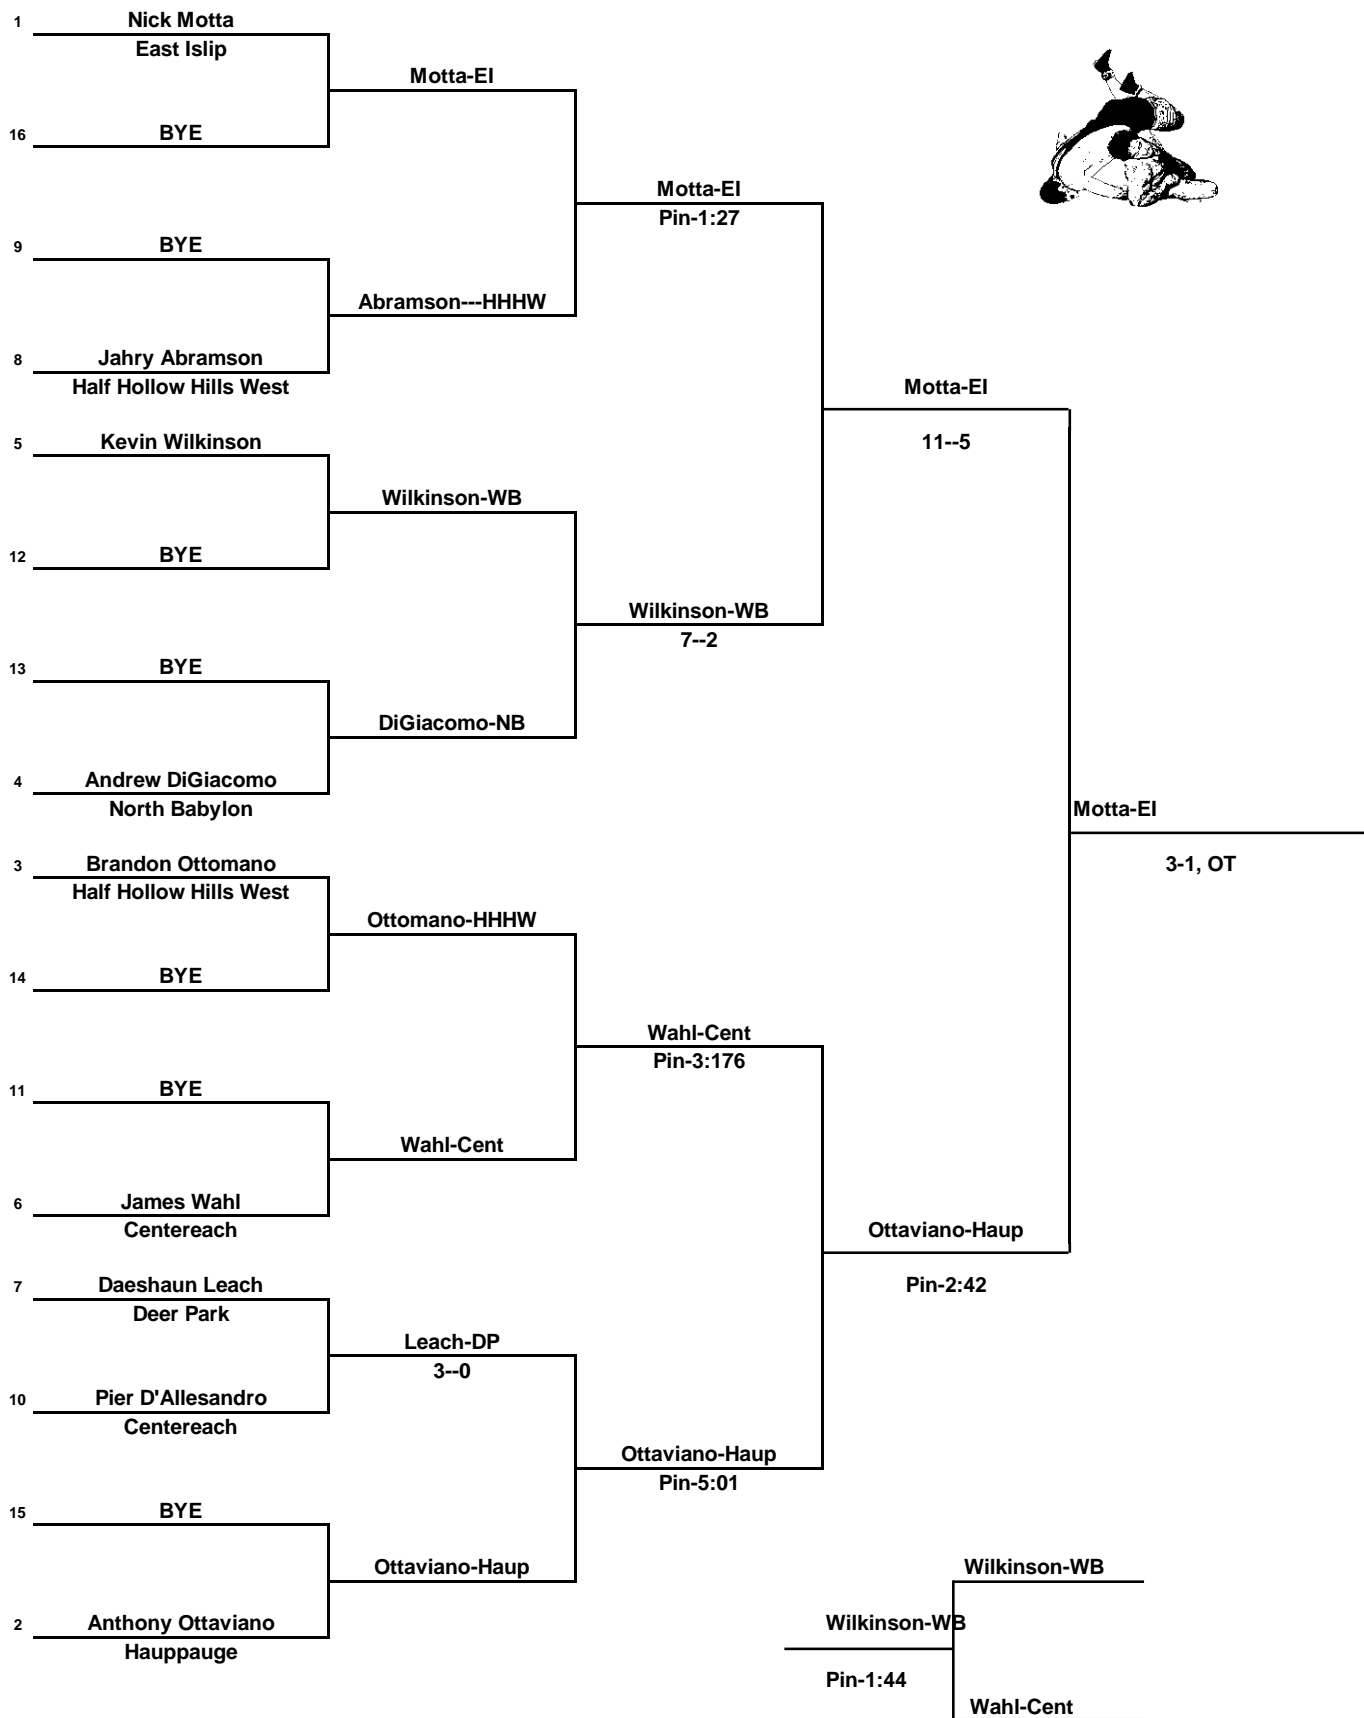 1 Nick Motta
East Islip
Motta-EI
16 BYE
Motta-EI
Pin-1:27
9 BYE
Abramson---HHHW
8 Jahry Abramson
Half Hollow Hills West
Motta-EI
11--5
5 Kevin Wilkinson
Wilkinson-WB
12 BYE
Wilkinson-WB
7--2
13 BYE
DiGiacomo-NB
4 Andrew DiGiacomo
North Babylon
Motta-EI
3-1, OT
3 Brandon Ottomano
Half Hollow Hills West
Ottomano-HHHW
14 BYE
Wahl-Cent
Pin-3:176
11 BYE
Wahl-Cent
6 James Wahl
Centereach
Ottaviano-Haup
Pin-2:42
7 Daeshaun Leach
Deer Park
Leach-DP
3--0
10 Pier D'Allesandro
Centereach
Ottaviano-Haup
Pin-5:01
15 BYE
Ottaviano-Haup
2 Anthony Ottaviano
Hauppauge
Wilkinson-WB
Wilkinson-WB
Pin-1:44
Wahl-Cent